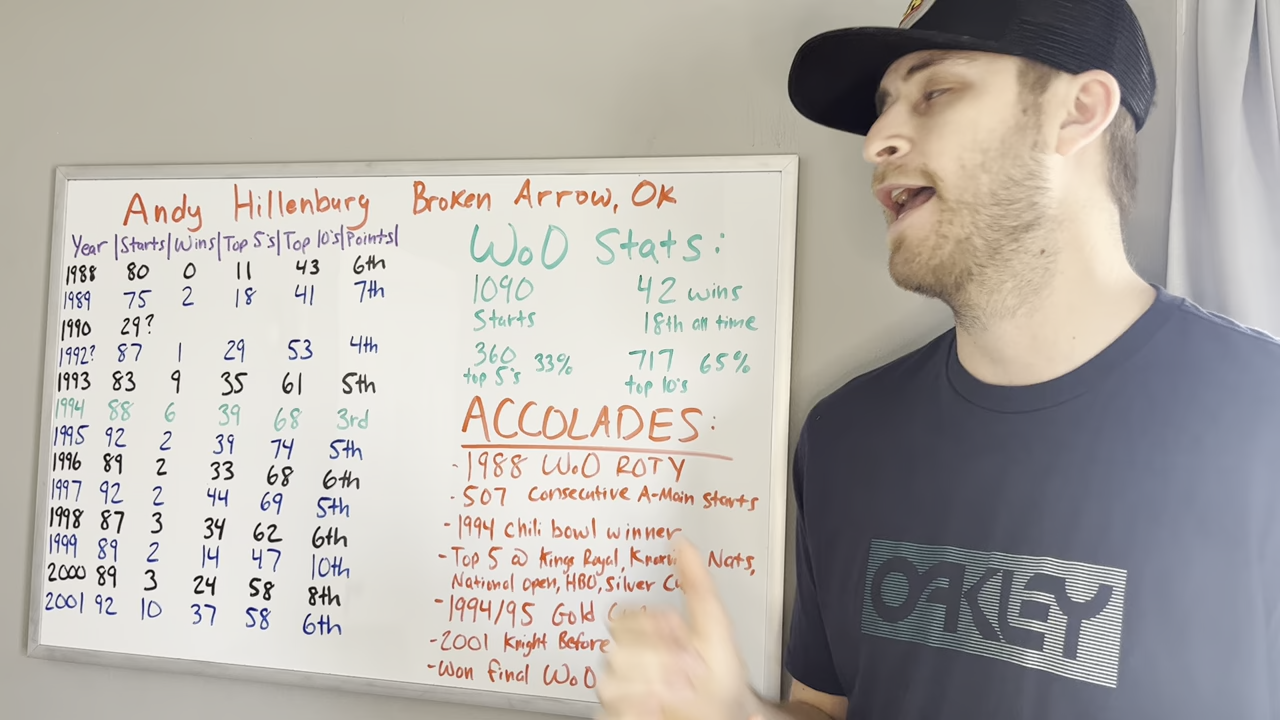 Andy Hillenburg Broken Arrow, OK
Year | Starts | Wins | Top 5's | Top 10's | Points |
1988 80 0 11 43 6th
1989 75 2 18 41 7th
1990 29?
1992? 87 1 29 53 4th
1993 83 9 35 61 5th
1994 88 6 39 68 3rd
1995 92 2 39 74 5th
1996 89 2 33 68 6th
1997 92 2 44 69 5th
1998 87 3 34 62 6th
1999 89 2 14 47 10th
2000 89 3 24 58 8th
2001 92 10 37 58 6th
WoO Stats:
1090 42 wins
Starts 18th all time
360 33% 717 65%
top 5's top 10's
ACCOLADES:
- 1988 WoO ROTY
- 507 Consecutive A-Main Starts
- 1994 chili bowl winner
- Top 5 @ Kings Royal, Nats,
National open, HBO, Silver
- 1994/95 Gold
- 2001 Knight Before
- Won final WoO
OAKLEY